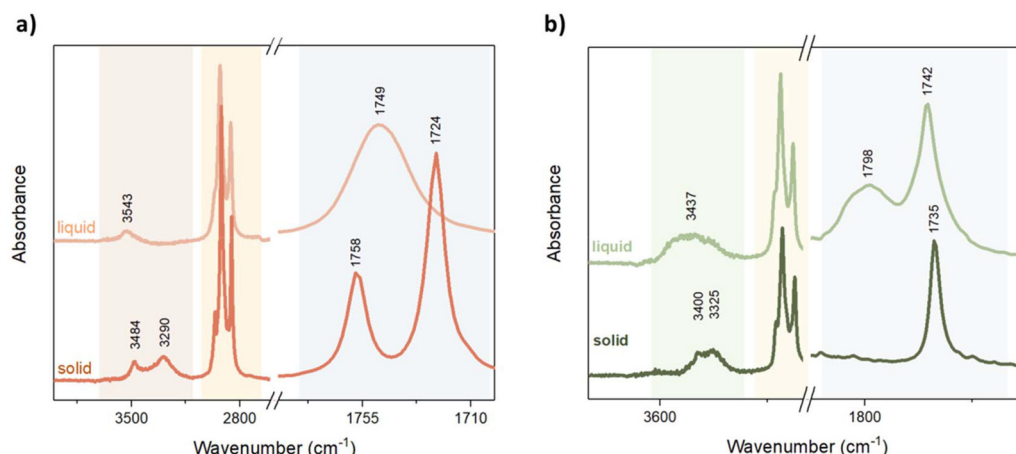 a)
Absorbance
1749
1724
3543
liquid
1758
3484
3290
solid
3500
2800
1755
1710
Wavenumber (cm⁻¹)
b)
Absorbance
1742
1798
3437
1735
liquid
3400
3325
solid
3600
1800
Wavenumber (cm⁻¹)